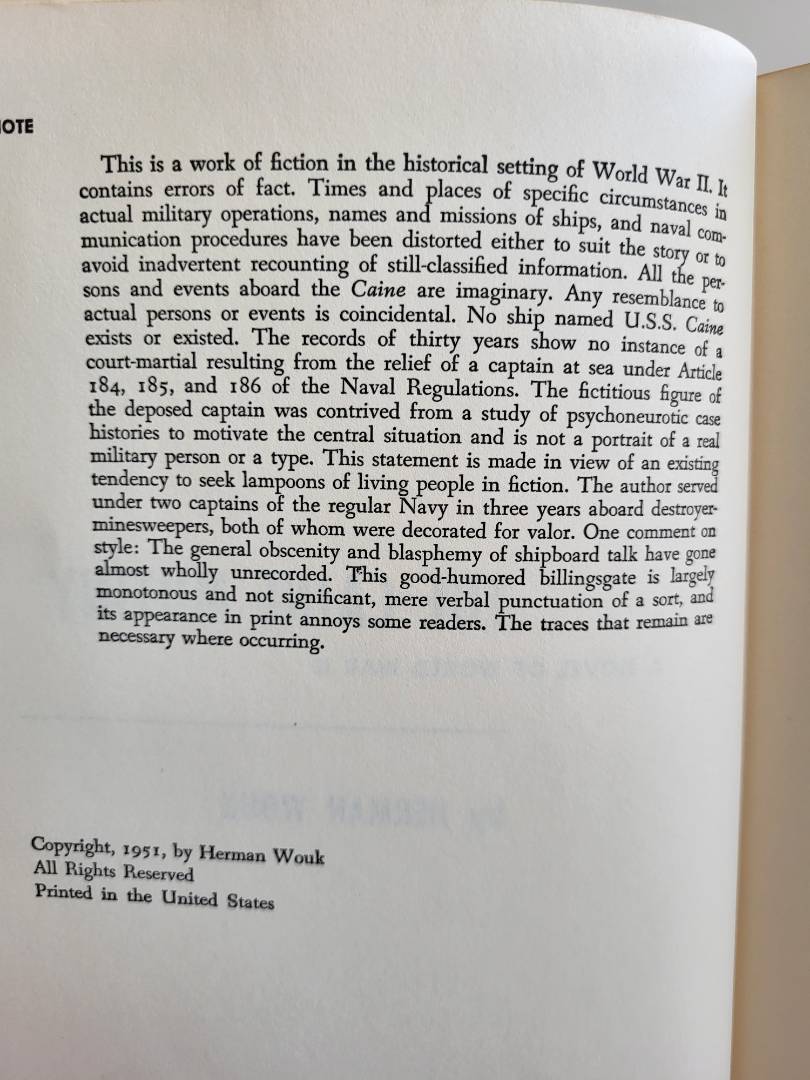 OTE
This is a work of fiction in the historical setting of World War II. It
contains errors of fact. Times and places of specific circumstances in
actual military operations, names and missions of ships, and naval com-
munication procedures have been distorted either to suit the story or to
avoid inadvertent recounting of still-classified information. All the per-
sons and events aboard the Caine are imaginary. Any resemblance to
actual persons or events is coincidental. No ship named U.S.S. Caine
exists or existed. The records of thirty years show no instance of a
court-martial resulting from the relief of a captain at sea under Article
184, 185, and 186 of the Naval Regulations. The fictitious figure of
the deposed captain was contrived from a study of psychoneurotic case
histories to motivate the central situation and is not a portrait of a real
military person or a type. This statement is made in view of an existing
tendency to seek lampoons of living people in fiction. The author served
under two captains of the regular Navy in three years aboard destroyer-
minesweepers, both of whom were decorated for valor. One comment on
style: The general obscenity and blasphemy of shipboard talk have gone
almost wholly unrecorded. This good-humored billingsgate is largely
monotonous and not significant, mere verbal punctuation of a sort, and
its appearance in print annoys some readers. The traces that remain are
necessary where occurring.
Copyright, 1951, by Herman Wouk
All Rights Reserved
Printed in the United States